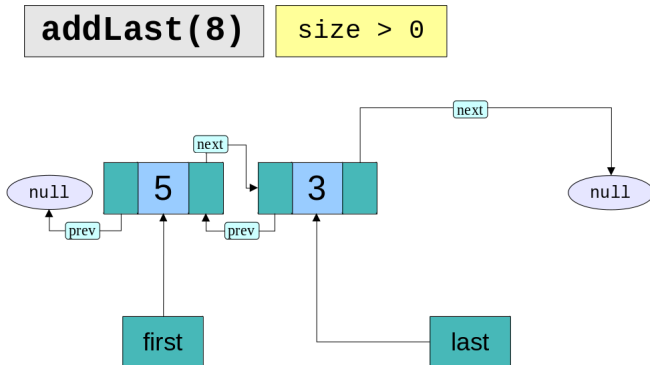 addLast(8)
size > 0
next
next
null
5
3
null
prev
prev
first
last